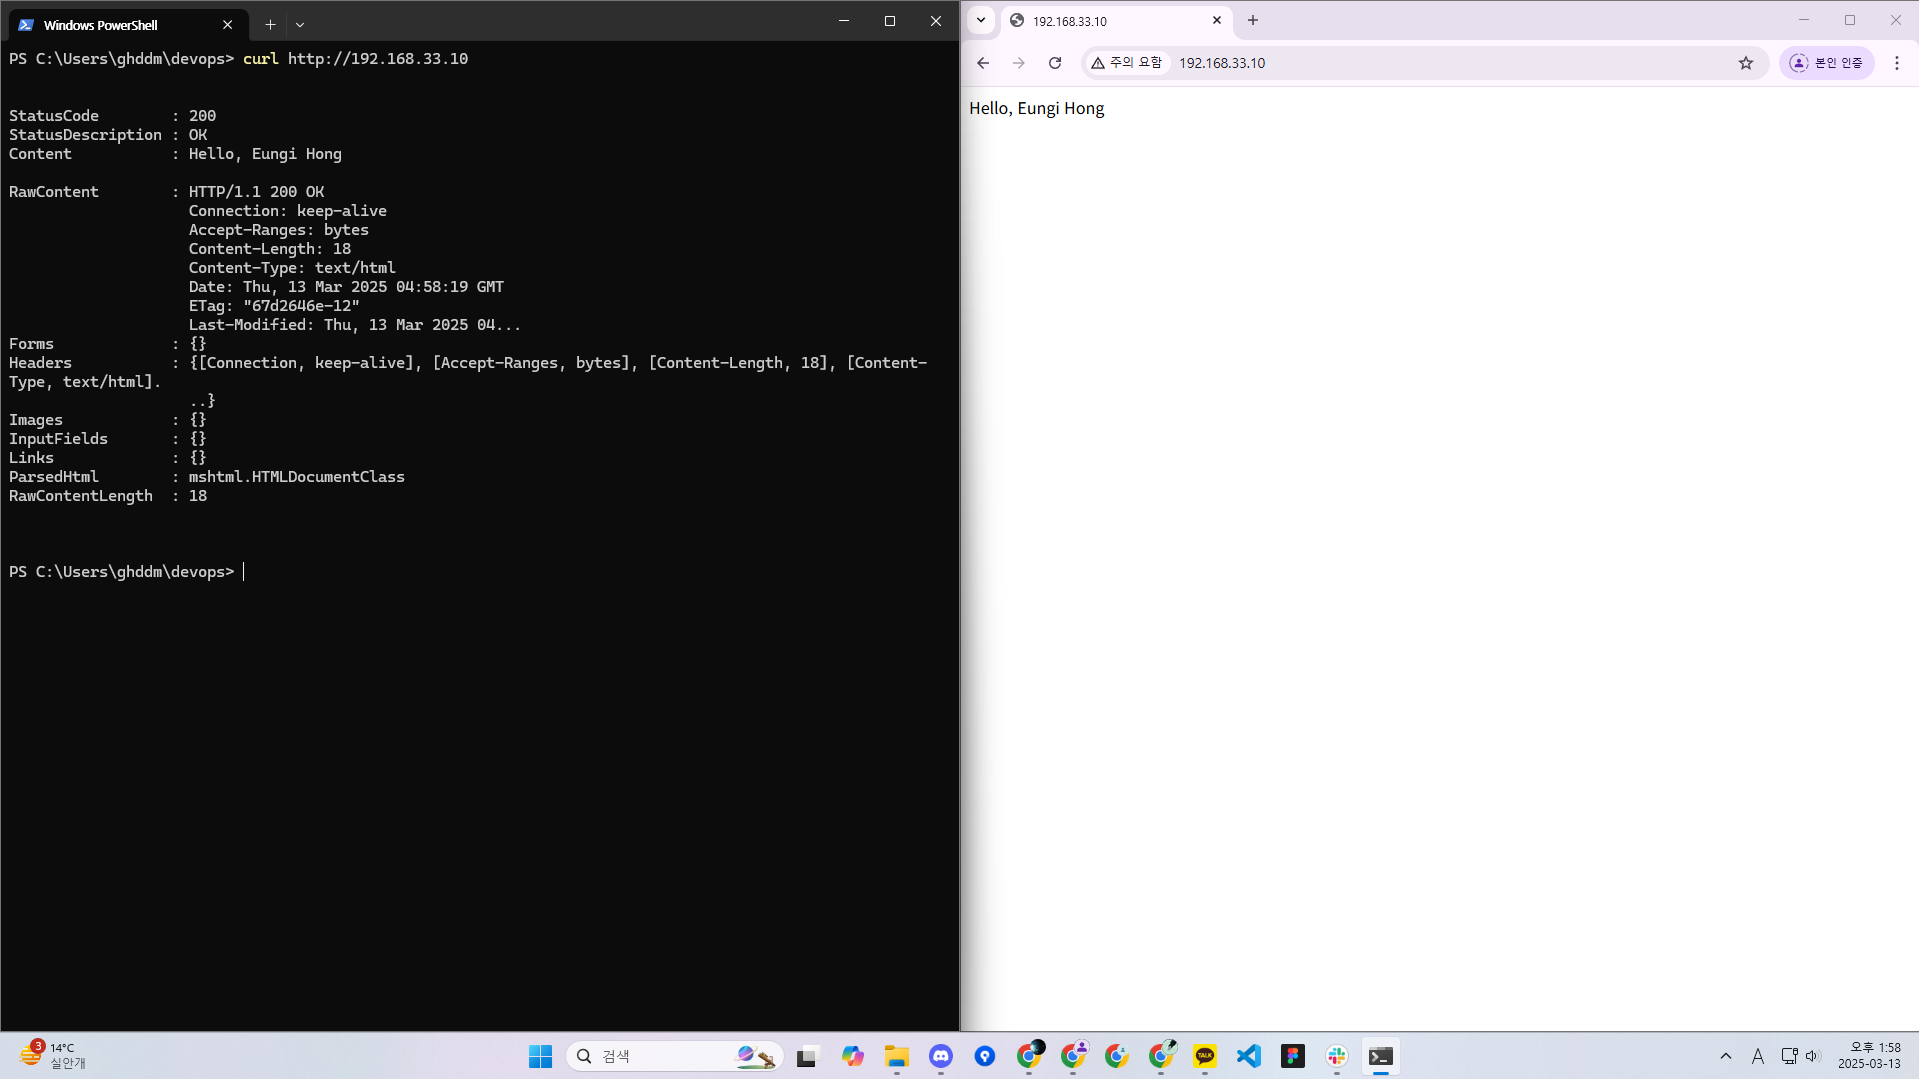 Windows PowerShell
PS C:\Users\ghddm\devops> curl http://192.168.33.10
StatusCode        : 200
StatusDescription : OK
Content           : Hello, Eungi Hong
RawContent        : HTTP/1.1 200 OK
Connection: keep-alive
Accept-Ranges: bytes
Content-Length: 18
Content-Type: text/html
Date: Thu, 13 Mar 2025 04:58:19 GMT
ETag: "67d2646e-12"
Last-Modified: Thu, 13 Mar 2025 04...
Forms             : {}
Headers           : {[Connection, keep-alive], [Accept-Ranges, bytes], [Content-Length, 18], [Content-
Type, text/html].
..}
Images            : {}
InputFields       : {}
Links             : {}
ParsedHtml        : mshtml.HTMLDocumentClass
RawContentLength  : 18
PS C:\Users\ghddm\devops>
192.168.33.10
주의 요함 192.168.33.10
본인 인증
Hello, Eungi Hong
3
14°C
실안개
검색
TALK
A
오후 1:58
2025-03-13